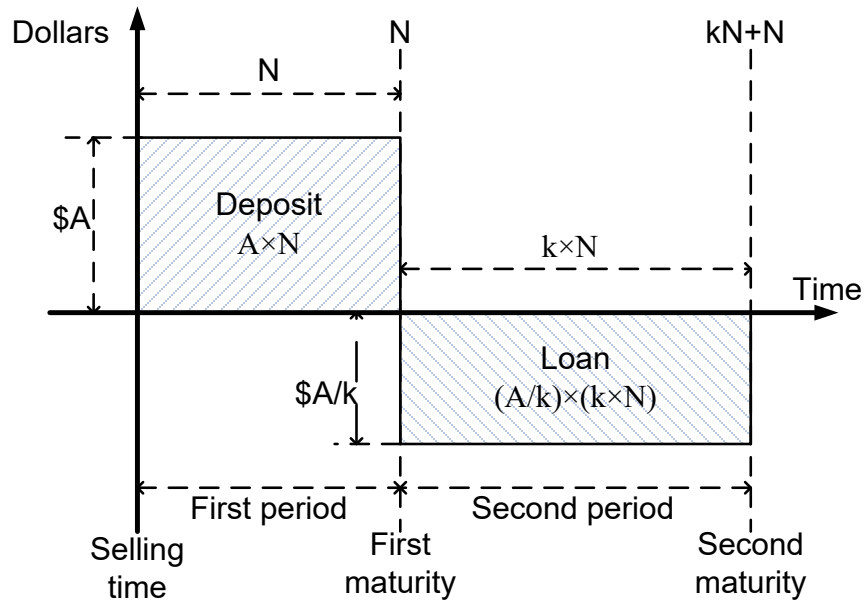 Dollars
N
kN+N
N
$A
Deposit
A×N
k×N
Time
$A/k
Loan
(A/k)×(k×N)
First period
Second period
Selling
time
First
maturity
Second
maturity